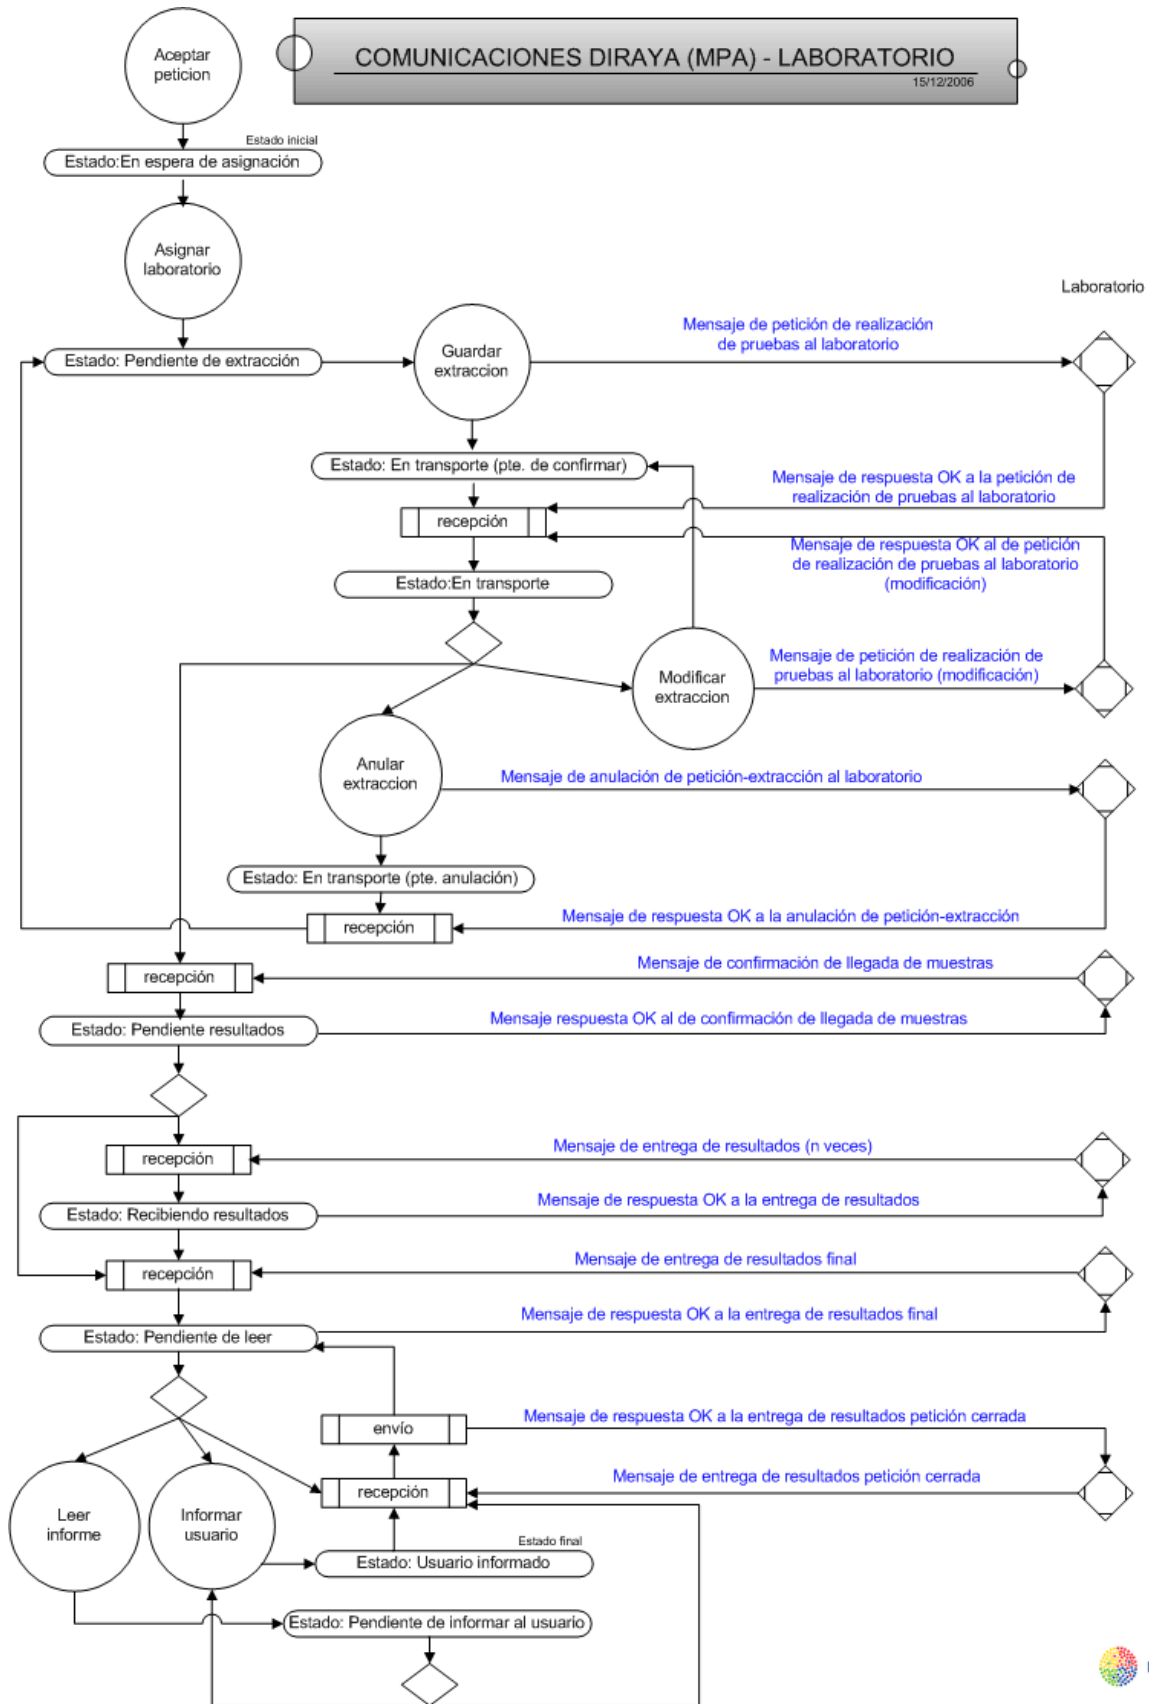 Aceptar
peticion
COMUNICACIONES DIRAYA (MPA) - LABORATORIO
15/12/2006
Estado inicial
Estado:En espera de asignación
Asignar
laboratorio
Laboratorio
Estado: Pendiente de extracción
Guardar
extraccion
Mensaje de petición de realización
de pruebas al laboratorio
Estado: En transporte (pte. de confirmar)
Mensaje de respuesta OK a la petición de
realización de pruebas al laboratorio
recepción
Mensaje de respuesta OK al de petición
de realización de pruebas al laboratorio
(modificación)
Estado:En transporte
Modificar
extraccion
Mensaje de petición de realización de
pruebas al laboratorio (modificación)
Anular
extraccion
Mensaje de anulación de petición-extracción al laboratorio
Estado: En transporte (pte. anulación)
recepción
Mensaje de respuesta OK a la anulación de petición-extracción
recepción
Mensaje de confirmación de llegada de muestras
Estado: Pendiente resultados
Mensaje respuesta OK al de confirmación de llegada de muestras
recepción
Mensaje de entrega de resultados (n veces)
Estado: Recibiendo resultados
Mensaje de respuesta OK a la entrega de resultados
recepción
Mensaje de entrega de resultados final
Estado: Pendiente de leer
Mensaje de respuesta OK a la entrega de resultados final
envío
Mensaje de respuesta OK a la entrega de resultados petición cerrada
recepción
Mensaje de entrega de resultados petición cerrada
Leer
informe
Informar
usuario
Estado final
Estado: Usuario informado
Estado: Pendiente de informar al usuario